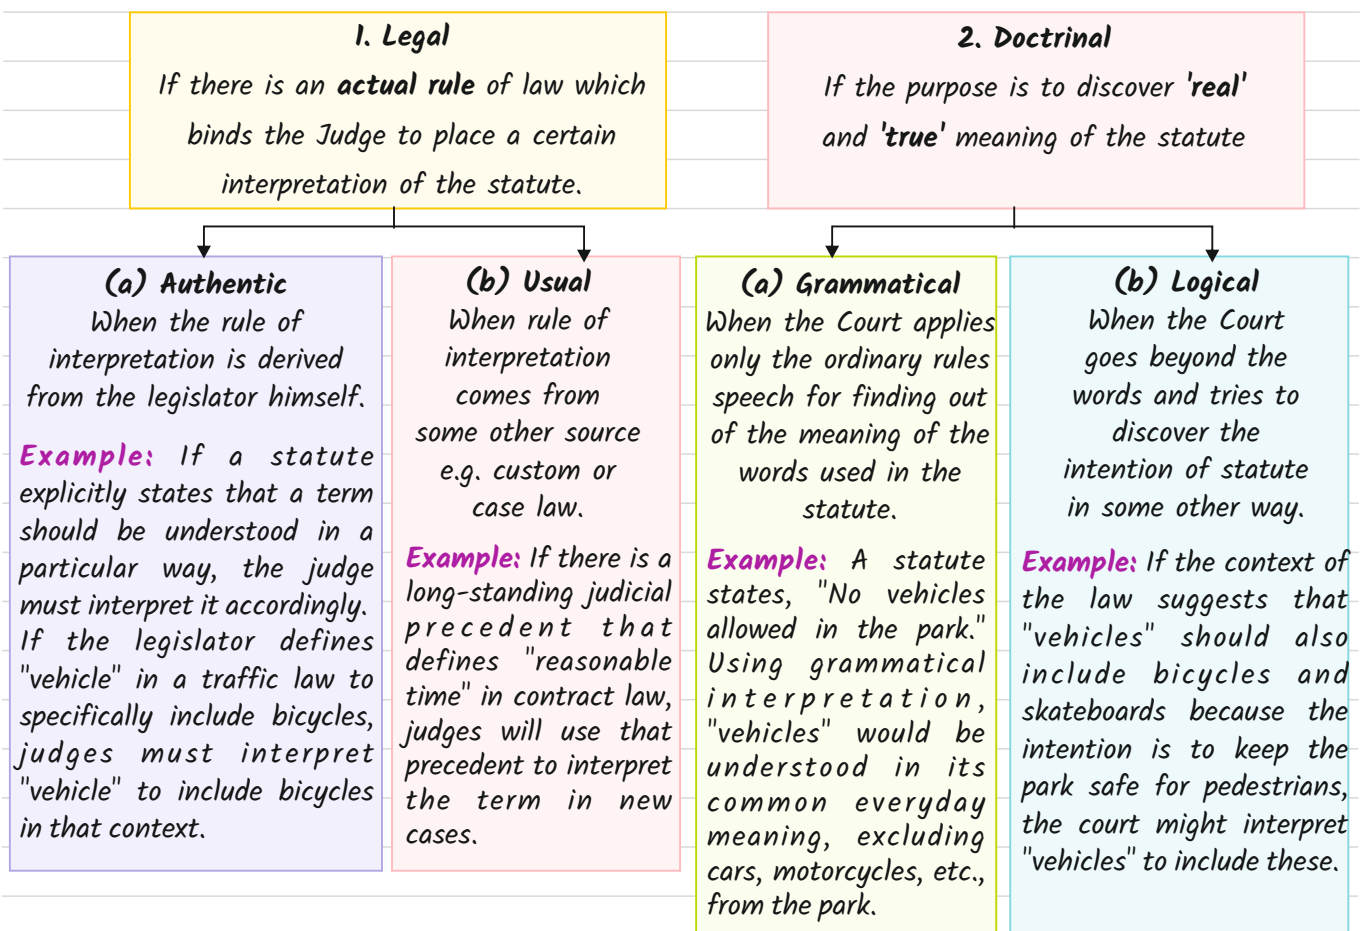 1. Legal
If there is an actual rule of law which
binds the Judge to place a certain
interpretation of the statute.
2. Doctrinal
If the purpose is to discover 'real'
and 'true' meaning of the statute
(a) Authentic
When the rule of
interpretation is derived
from the legislator himself.
Example: If a statute
explicitly states that a term
should be understood in a
particular way, the judge
must interpret it accordingly.
If the legislator defines
"vehicle" in a traffic law to
specifically include bicycles,
judges must interpret
"vehicle" to include bicycles
in that context.
(b) Usual
When rule of
interpretation
comes from
some other source
e.g. custom or
case law.
Example: If there is a
long-standing judicial
precedent that
defines "reasonable
time" in contract law,
judges will use that
precedent to interpret
the term in new
cases.
(a) Grammatical
When the Court applies
only the ordinary rules
speech for finding out
of the meaning of the
words used in the
statute.
Example: A statute
states, "No vehicles
allowed in the park."
Using grammatical
interpretation,
"vehicles" would be
understood in its
common everyday
meaning, excluding
cars, motorcycles, etc.,
from the park.
(b) Logical
When the Court
goes beyond the
words and tries to
discover the
intention of statute
in some other way.
Example: If the context of
the law suggests that
"vehicles" should also
include bicycles and
skateboards because the
intention is to keep the
park safe for pedestrians,
the court might interpret
"vehicles" to include these.